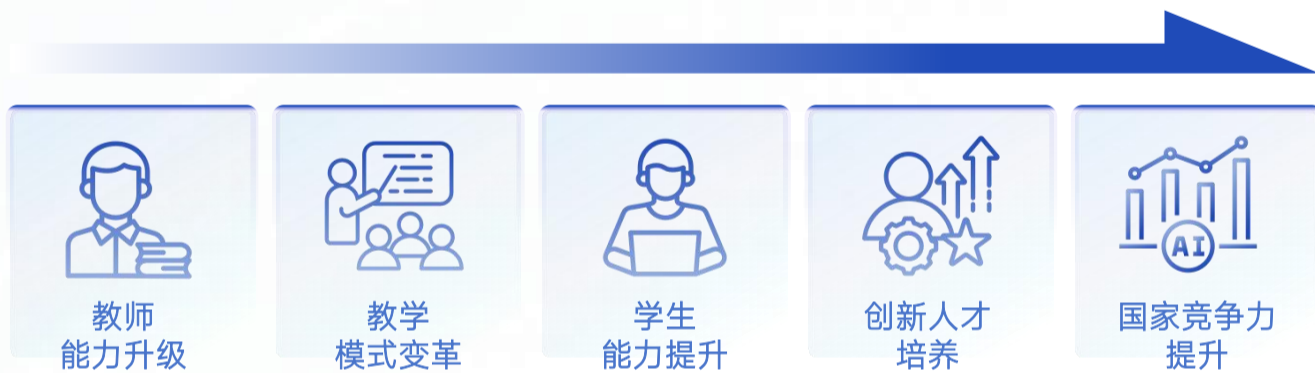 教师
能力升级
教学
模式变革
学生
能力提升
创新人才
培养
AI
国家竞争力
提升